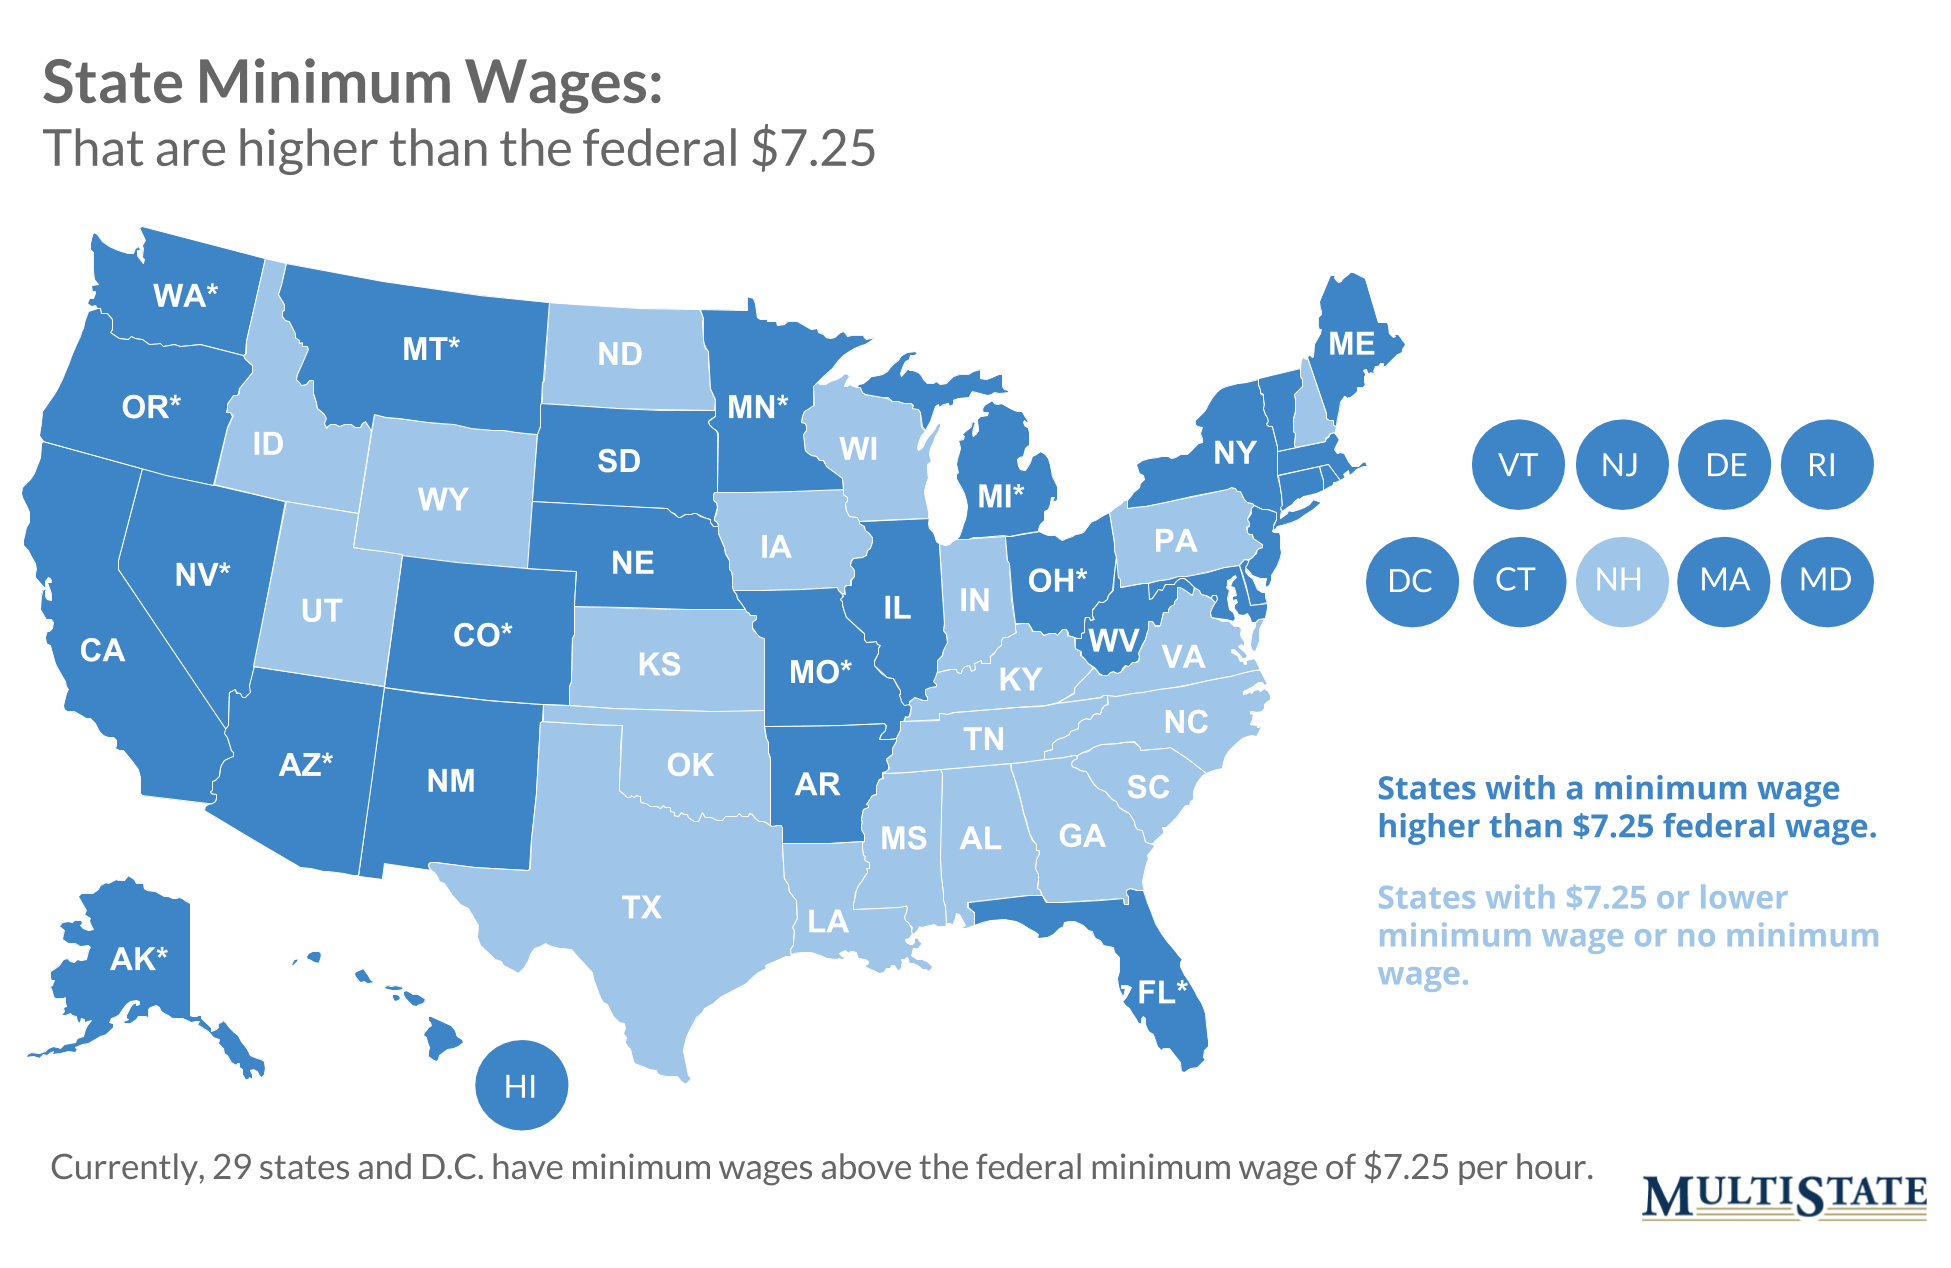 State Minimum Wages:
That are higher than the federal $7.25
WA*
MT*
ND
MN*
ME
OR*
ID
SD
WI
NY
MI*
WY
VT NJ DE RI
NV*
UT
NE
IA
IL
IN
OH*
PA
DC CT NH MA MD
CA
CO*
KS
MO*
KY
WV
VA
AZ*
NM
OK
AR
TN
NC
SC
MS
AL
GA
TX
LA
States with a minimum wage
higher than $7.25 federal wage.
States with $7.25 or lower
minimum wage or no minimum
wage.
AK*
FL*
HI
Currently, 29 states and D.C. have minimum wages above the federal minimum wage of $7.25 per hour.
MULTISTATE